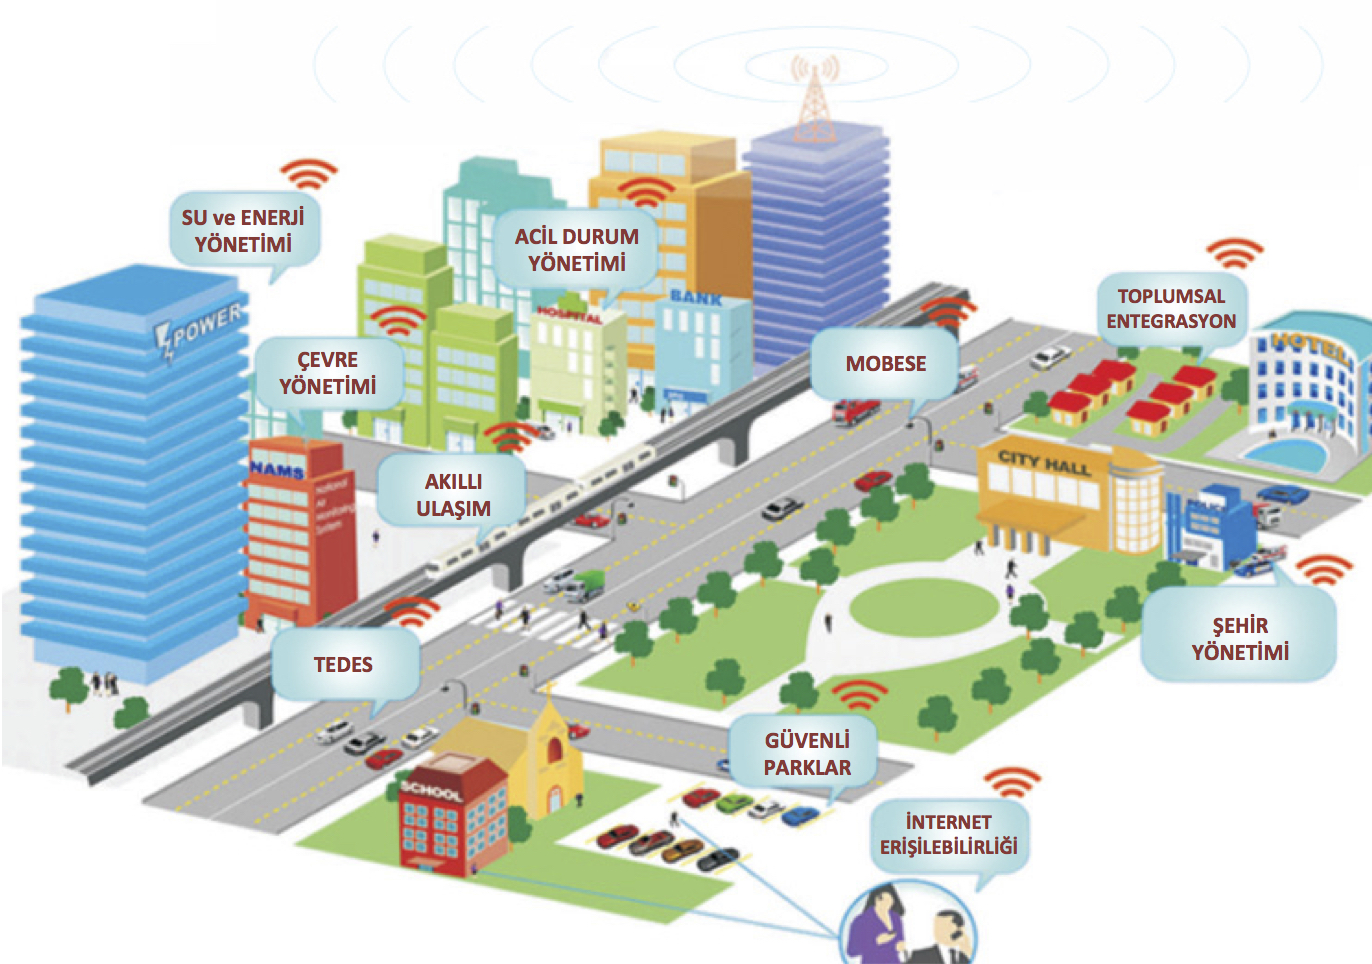 SU ve ENERJİ
YÖNETİMİ
ACİL DURUM
YÖNETİMİ
TOPLUMSAL
ENTEGRASYON
POWER
HOSPITAL
BANK
ÇEVRE
YÖNETİMİ
MOBESE
HOTEL
NAMS
National
Air
Monitoring
System
AKILLI
ULAŞIM
CITY HALL
POLICE
TEDES
ŞEHİR
YÖNETİMİ
GÜVENLİ
PARKLAR
SCHOOL
İNTERNET
ERİŞİLEBİLİRLİĞİ